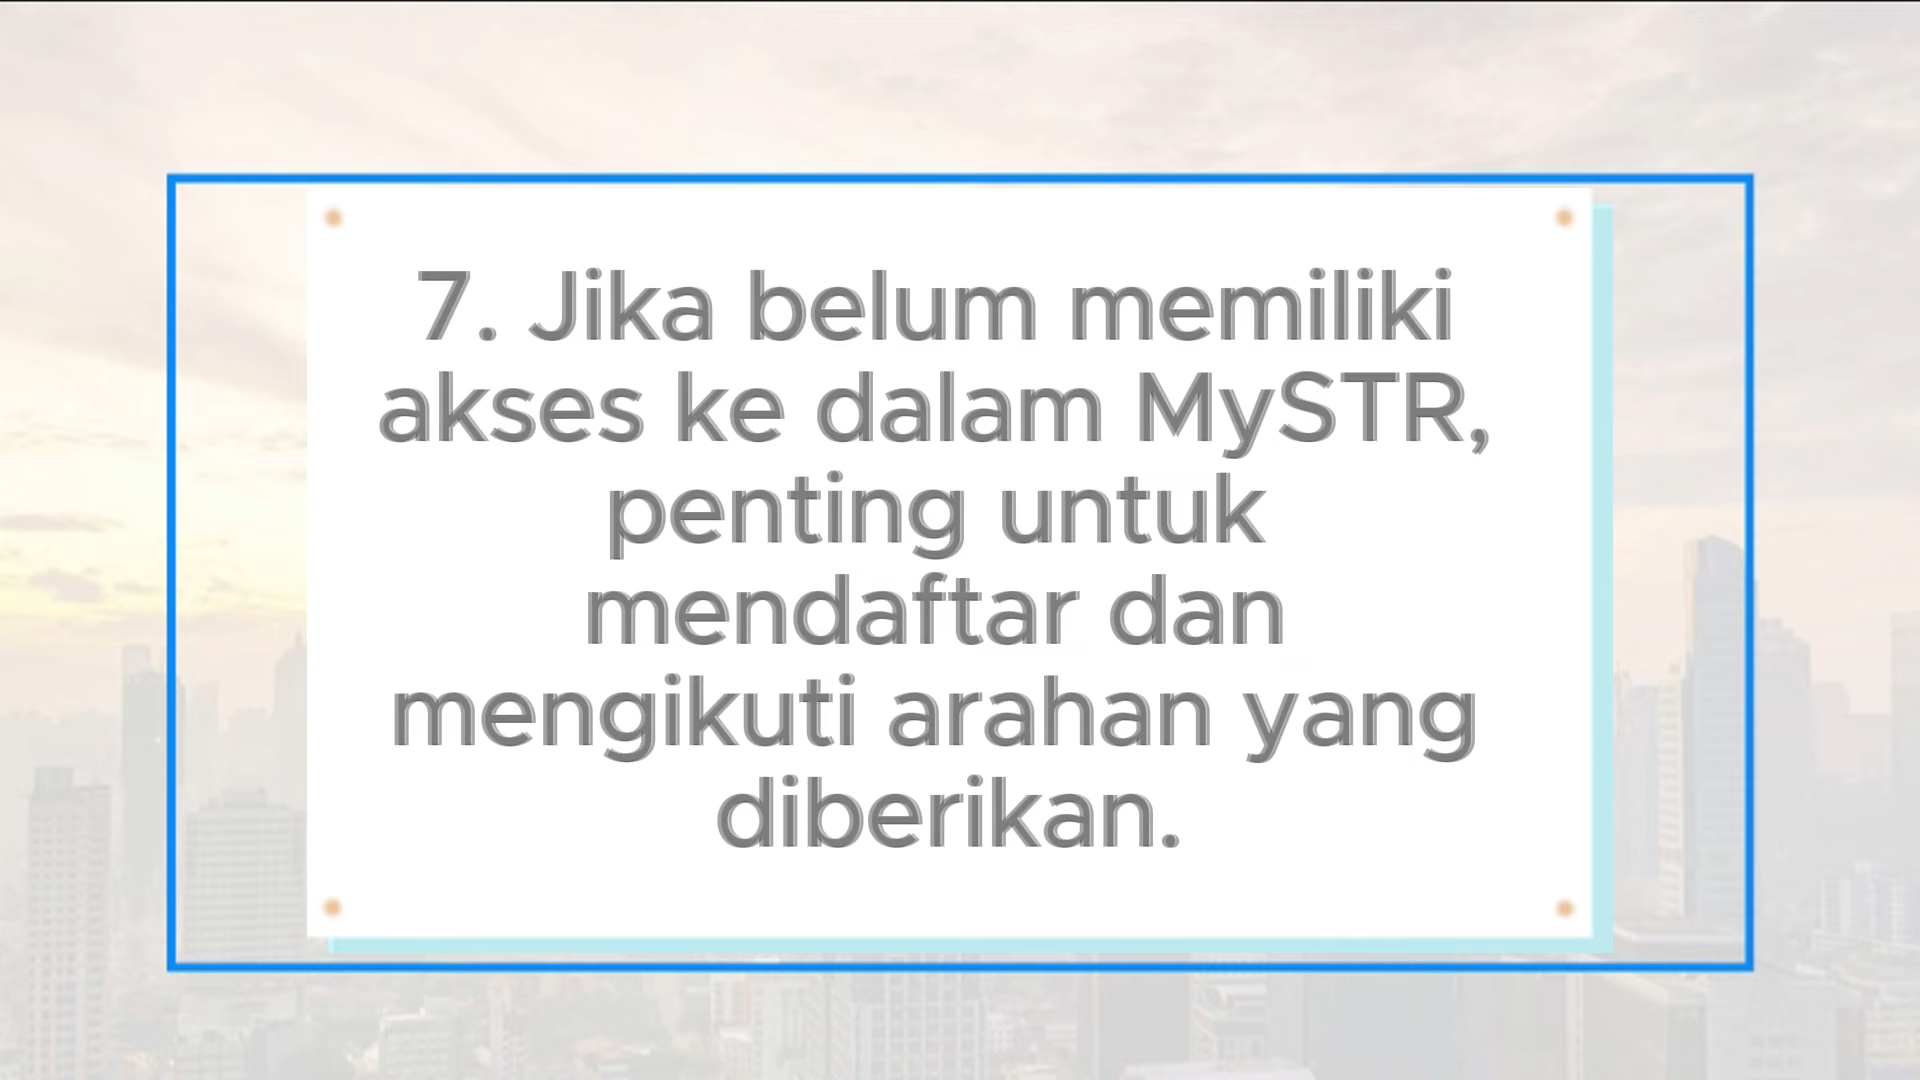 7. Jika belum memiliki
akses ke dalam MySTR,
penting untuk
mendaftar dan
mengikuti arahan yang
diberikan.